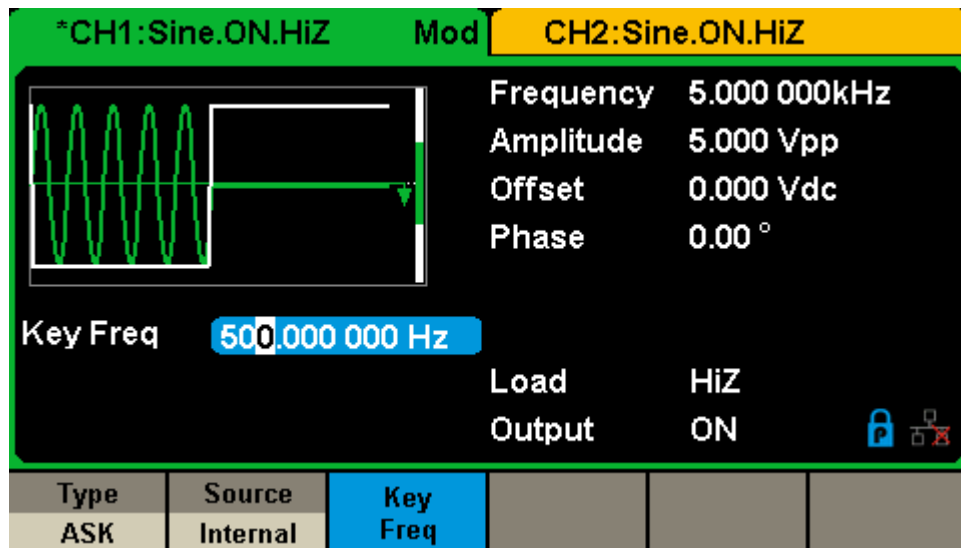 *CH1:Sine.ON.HiZ Mod CH2:Sine.ON.HiZ
Frequency 5.000 000kHz
Amplitude 5.000 Vpp
Offset 0.000 Vdc
Phase 0.00 °
Key Freq 500.000 000 Hz
Load HiZ
Output ON P
Type Source Key
ASK Internal Freq